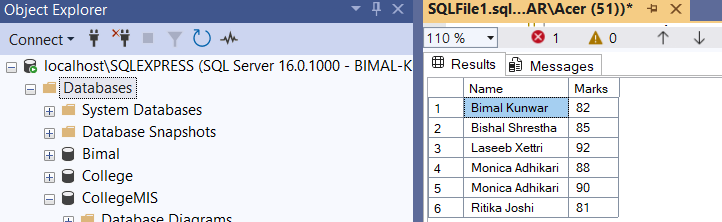 Object Explorer
Connect
localhost\SQLEXPRESS (SQL Server 16.0.1000 - BIMAL-K
Databases
System Databases
Database Snapshots
Bimal
College
CollegeMIS
Database Diagrams
SQLFile1.sql...AR\Acer (51))*
110 % 1 0
Results Messages
Name Marks
1 Bimal Kunwar 82
2 Bishal Shrestha 85
3 Laseeb Xettri 92
4 Monica Adhikari 88
5 Monica Adhikari 90
6 Ritika Joshi 81